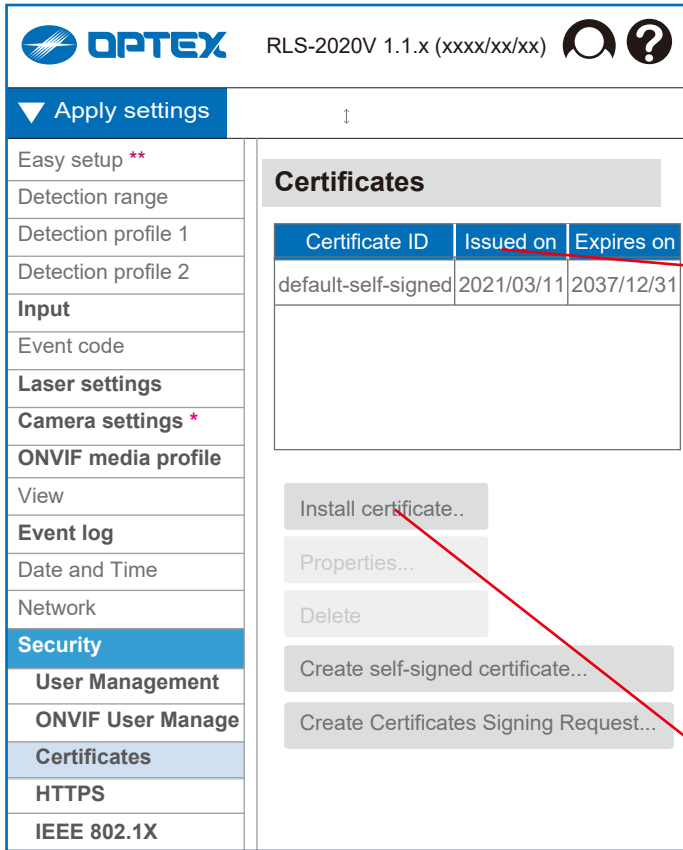 OPTEX RLS-2020V 1.1.x (xxxx/xx/xx) ?
Apply settings
Easy setup **
Detection range
Detection profile 1
Detection profile 2
Input
Event code
Laser settings
Camera settings *
ONVIF media profile
View
Event log
Date and Time
Network
Security
User Management
ONVIF User Manage
Certificates
HTTPS
IEEE 802.1X
Certificates
Certificate ID Issued on Expires on
default-self-signed 2021/03/11 2037/12/31
Install certificate..
Properties...
Delete
Create self-signed certificate...
Create Certificates Signing Request...